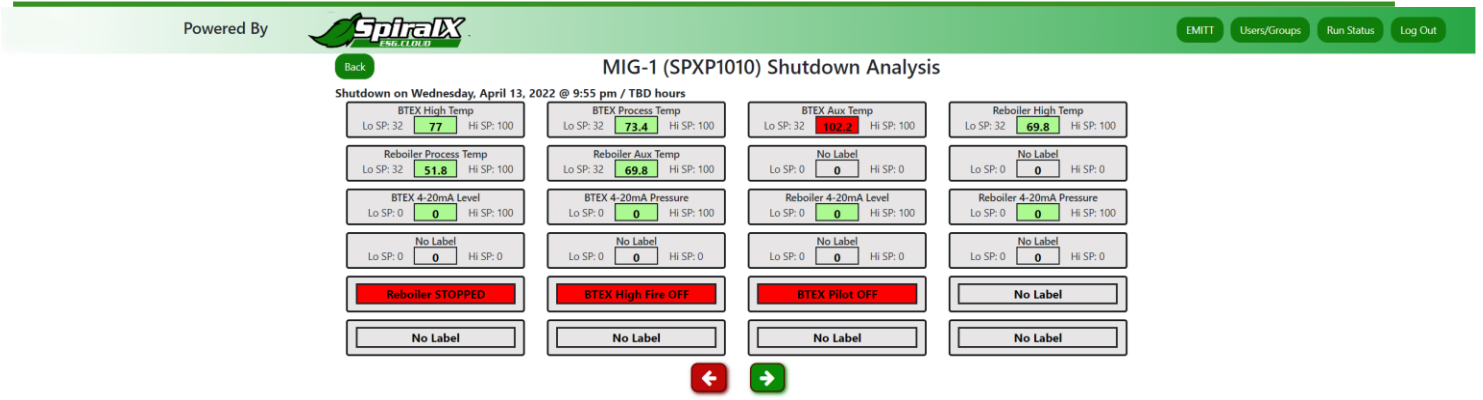 Powered By
SpiralX
ESG.CLOUD
EMITT Users/Groups Run Status Log Out
Back
MIG-1 (SPXP1010) Shutdown Analysis
Shutdown on Wednesday, April 13, 2022 @ 9:55 pm / TBD hours
BTEX High Temp
Lo SP: 32 77 Hi SP: 100
BTEX Process Temp
Lo SP: 32 73.4 Hi SP: 100
BTEX Aux Temp
Lo SP: 32 102.2 Hi SP: 100
Reboiler High Temp
Lo SP: 32 69.8 Hi SP: 100
Reboiler Process Temp
Lo SP: 32 51.8 Hi SP: 100
Reboiler Aux Temp
Lo SP: 32 69.8 Hi SP: 100
No Label
Lo SP: 0 0 Hi SP: 0
No Label
Lo SP: 0 0 Hi SP: 0
BTEX 4-20mA Level
Lo SP: 0 0 Hi SP: 100
BTEX 4-20mA Pressure
Lo SP: 0 0 Hi SP: 100
Reboiler 4-20mA Level
Lo SP: 0 0 Hi SP: 100
Reboiler 4-20mA Pressure
Lo SP: 0 0 Hi SP: 100
No Label
Lo SP: 0 0 Hi SP: 0
No Label
Lo SP: 0 0 Hi SP: 0
No Label
Lo SP: 0 0 Hi SP: 0
No Label
Lo SP: 0 0 Hi SP: 0
Reboiler STOPPED
BTEX High Fire OFF
BTEX Pilot OFF
No Label
No Label
No Label
No Label
No Label